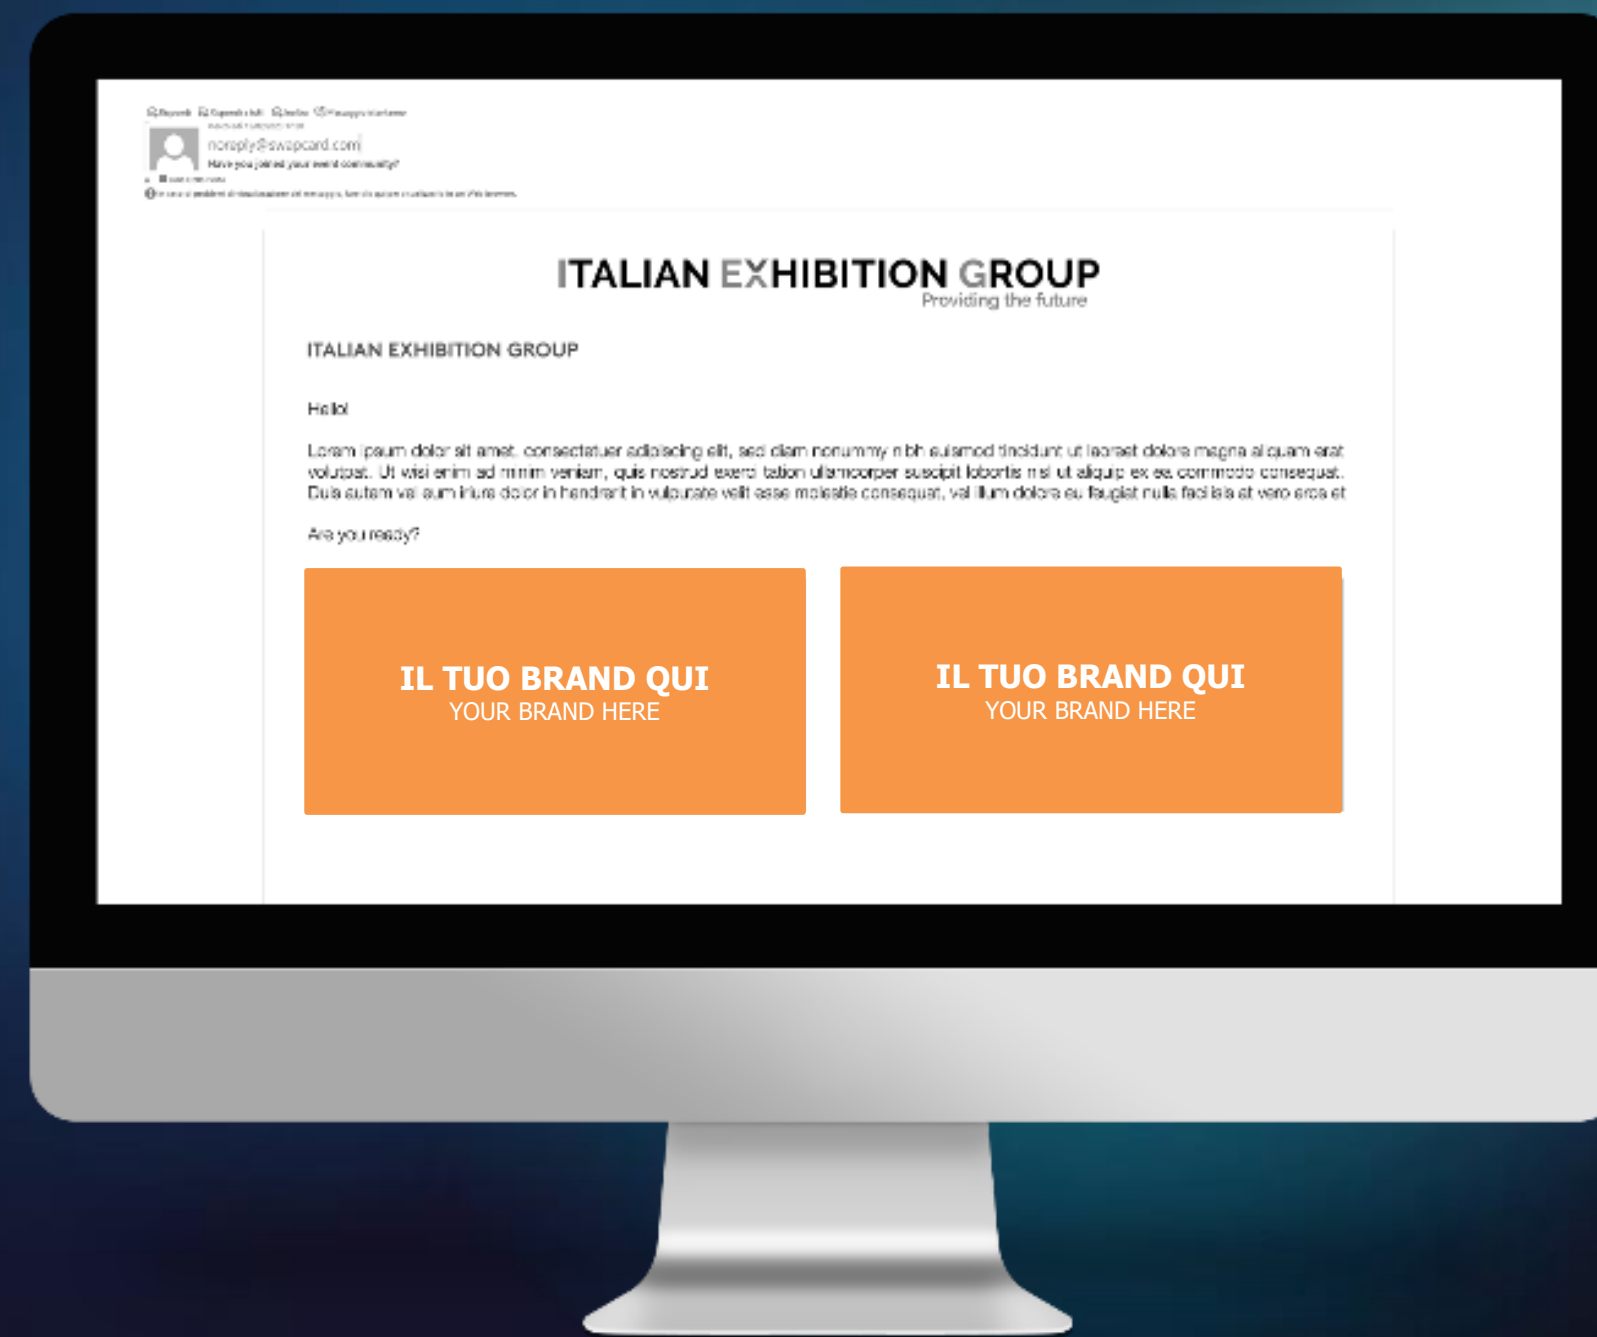 noreply@swapcard.com
Have you joined your event community?
ITALIAN EXHIBITION GROUP
Providing the future
ITALIAN EXHIBITION GROUP
Hello!
Lorem ipsum dolor sit amet, consectetuer adipiscing elit, sed diam nonummy nibh euismod tincidunt ut laoreet dolore magna aliquam erat
volutpat. Ut wisi enim ad minim veniam, quis nostrud exerci tation ullamcorper suscipit lobortis nisl ut aliquip ex ea commodo consequat.
Duis autem vel eum iriure dolor in hendrerit in vulputate velit esse molestie consequat, vel illum dolore eu feugiat nulla facilisis at vero eros et
Are you ready?
IL TUO BRAND QUI
YOUR BRAND HERE
IL TUO BRAND QUI
YOUR BRAND HERE